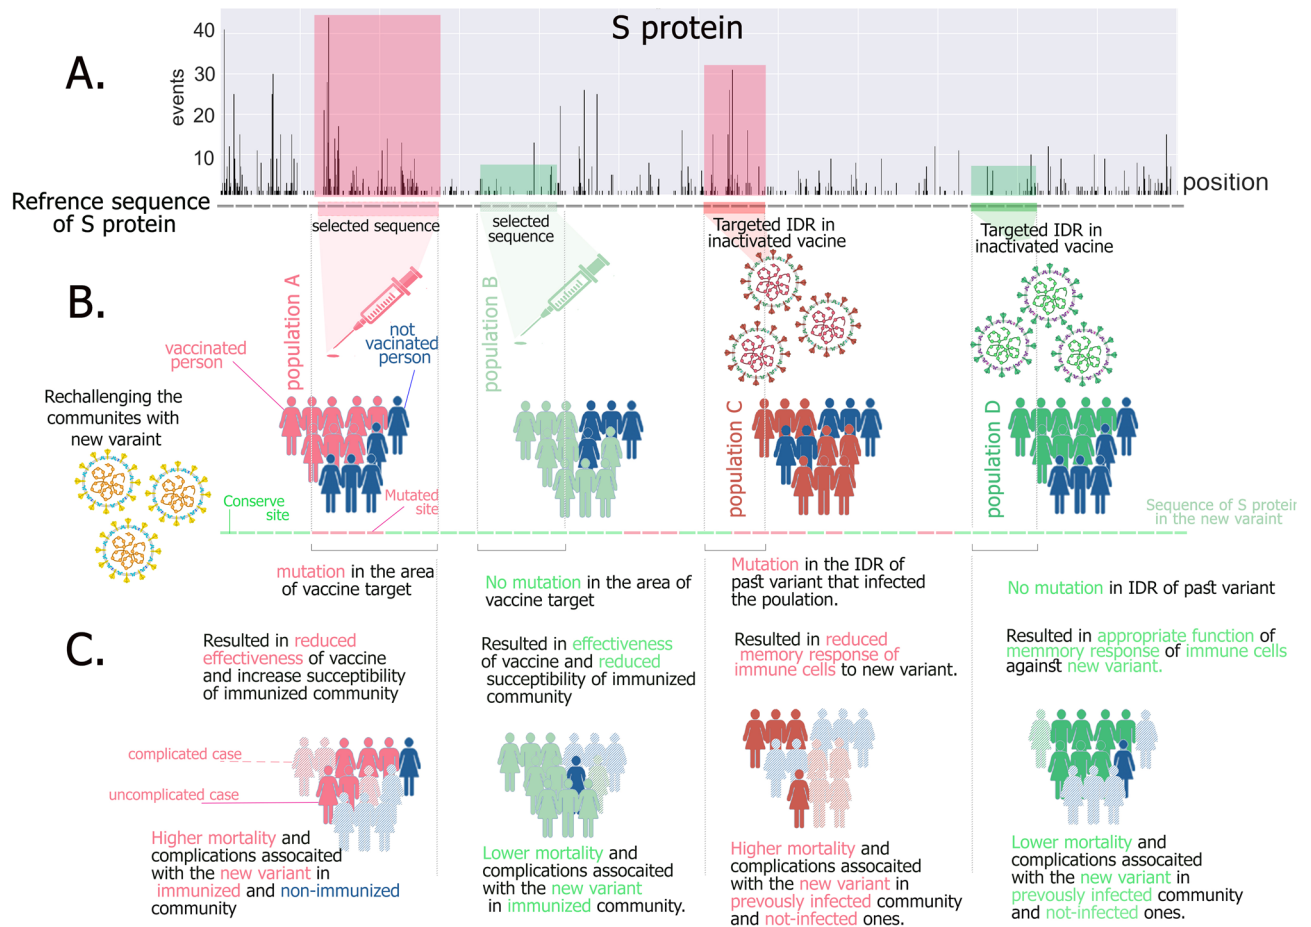 S protein
A.
40
30
20
10
events
position
Refrence sequence
of S protein
selected sequence
selected
sequence
Targeted IDR in
inactivated vacine
Targeted IDR in
inactivated vacine
B.
population A
population B
population C
population D
not
vacinated
person
vaccinated
person
Rechallenging the
communites with
new varaint
Conserve
site
Mutated
site
Sequence of S protein
in the new varaint
mutation in the area
of vaccine target
No mutation in the area of
vaccine target
Mutation in the IDR of
past variant that infected
the poulation.
No mutation in IDR of past variant
C.
Resulted in reduced
effectiveness of vaccine
and increase succeptibility
of immunized community
Resulted in effectiveness
of vaccine and reduced
succeptibility of immunized
community
Resulted in reduced
memory response of
immune cells to new variant.
Resulted in appropriate function of
memmory response of immune cells
against new variant.
complicated case
uncomplicated case
Higher mortality and
complications assocaited
with the new variant in
immunized and non-immunized
community
Lower mortality and
complications assocaited
with the new variant
in immunized community.
Higher mortality and
complications assocaited
with the new variant in
prevously infected community
and not-infected ones.
Lower mortality and
complications assocaited
with the new variant in
prevously infected community
and not-infected ones.